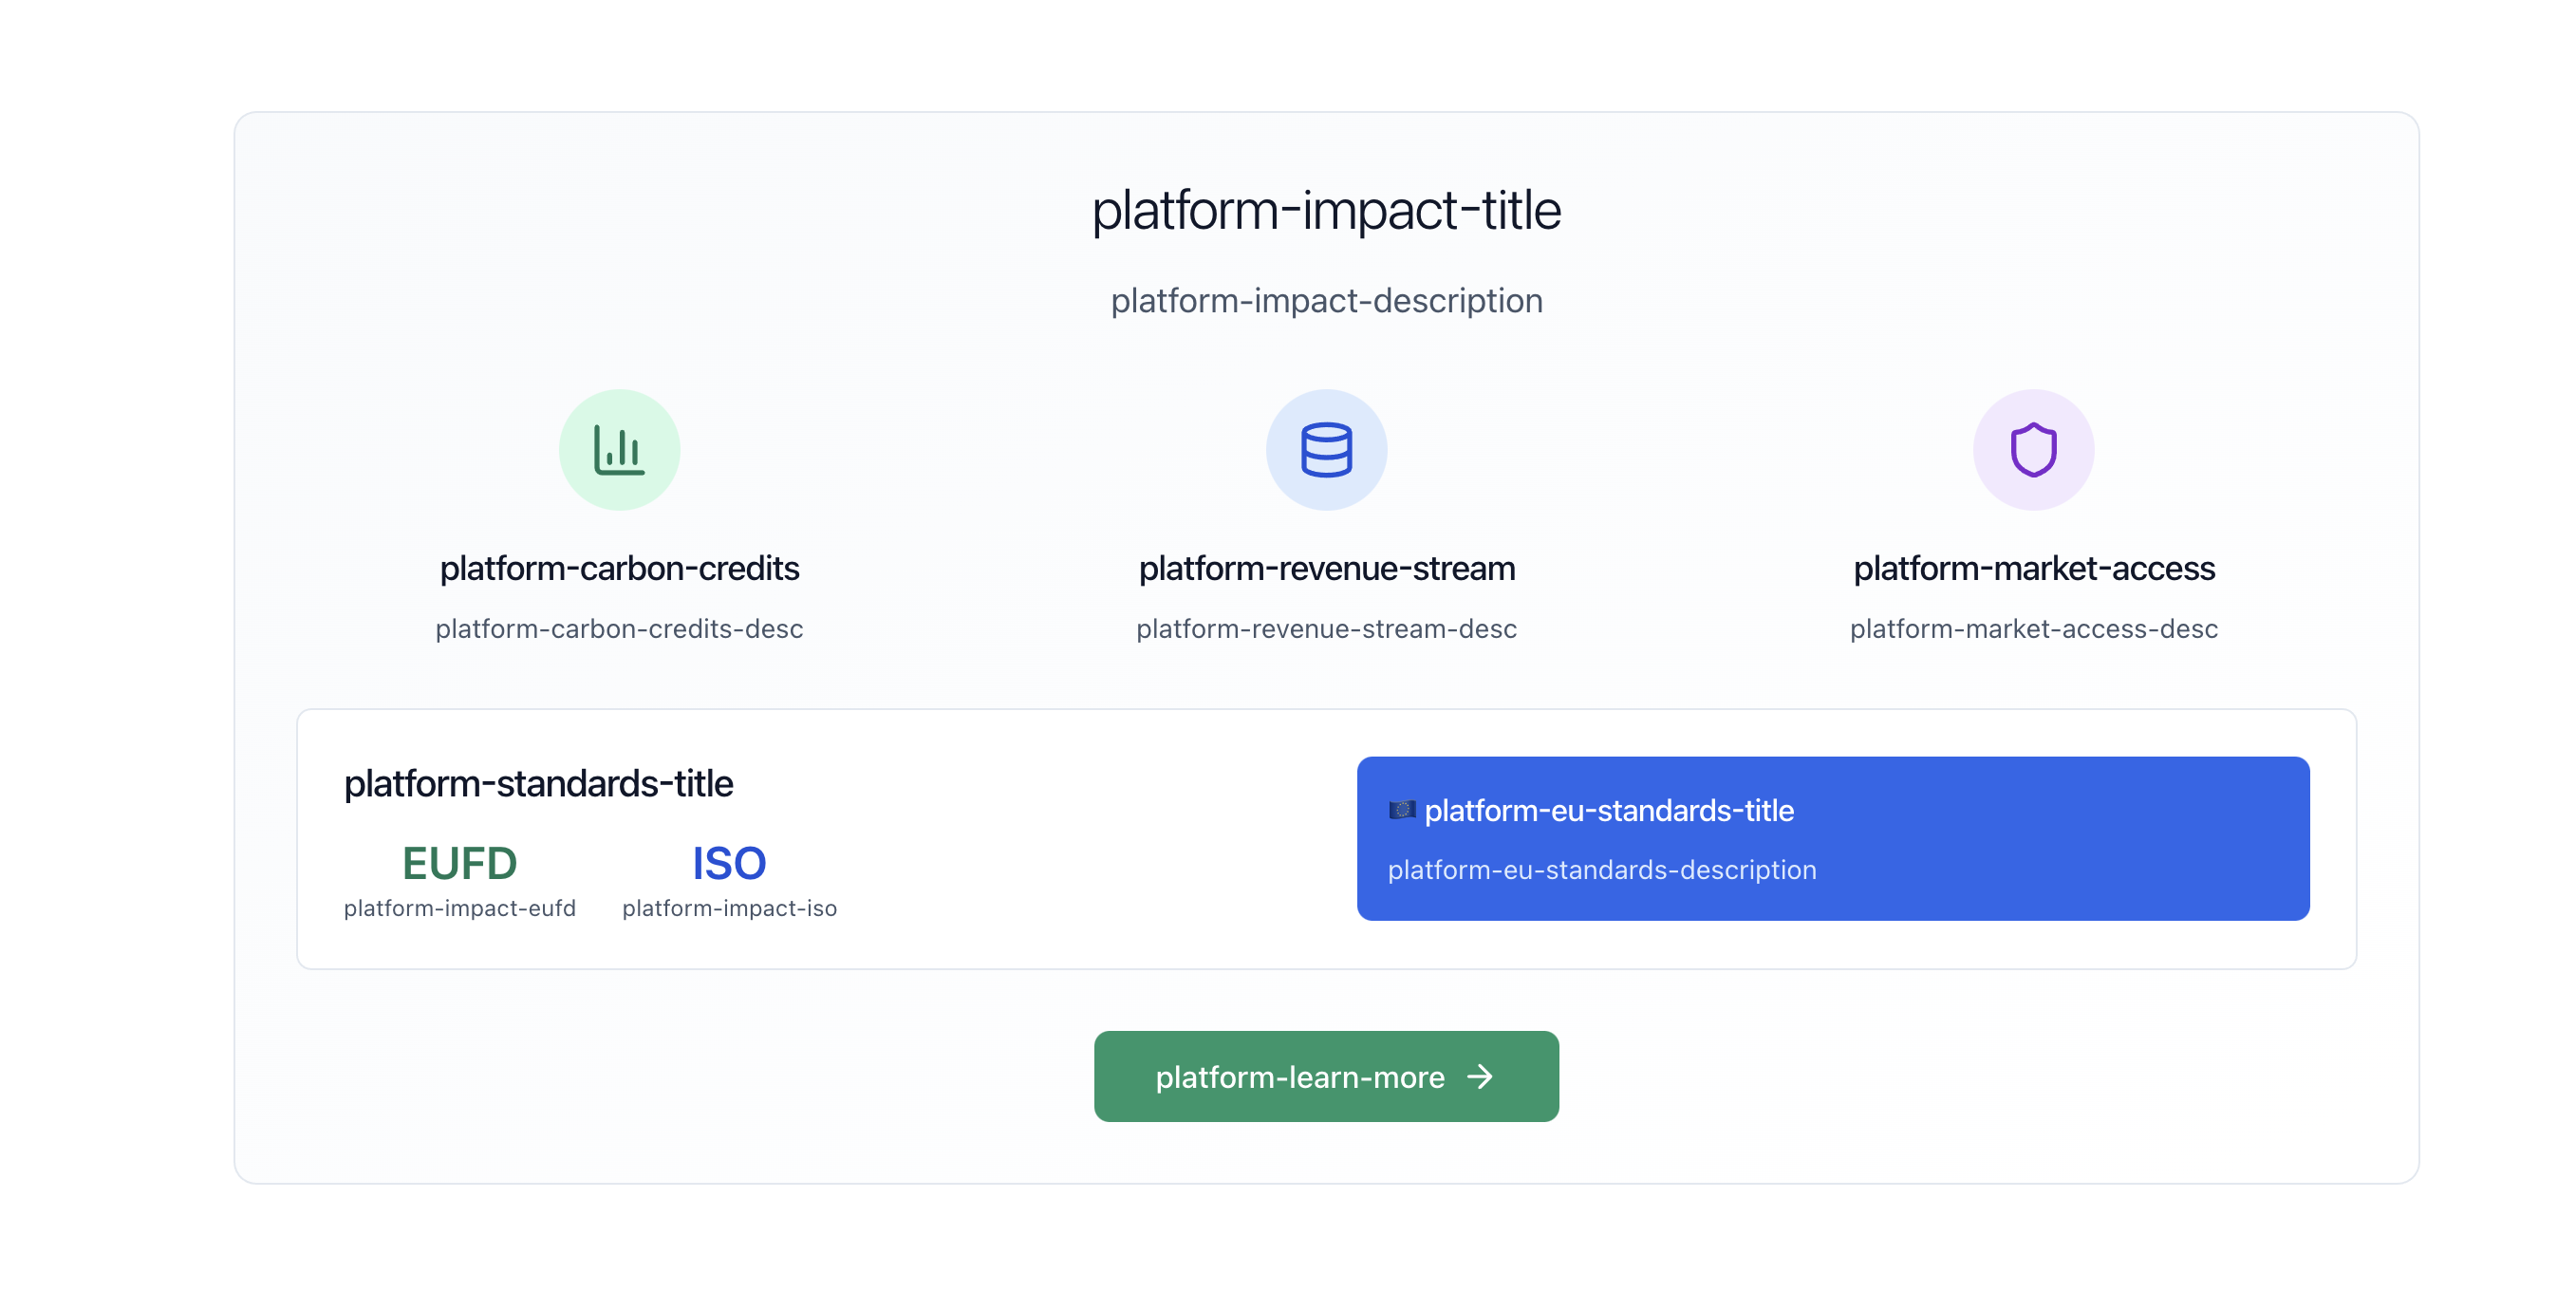 platform-impact-title
platform-impact-description
platform-carbon-credits
platform-carbon-credits-desc
platform-revenue-stream
platform-revenue-stream-desc
platform-market-access
platform-market-access-desc
platform-standards-title
EUFD
platform-impact-eufd
ISO
platform-impact-iso
🇪🇺 platform-eu-standards-title
platform-eu-standards-description
platform-learn-more →